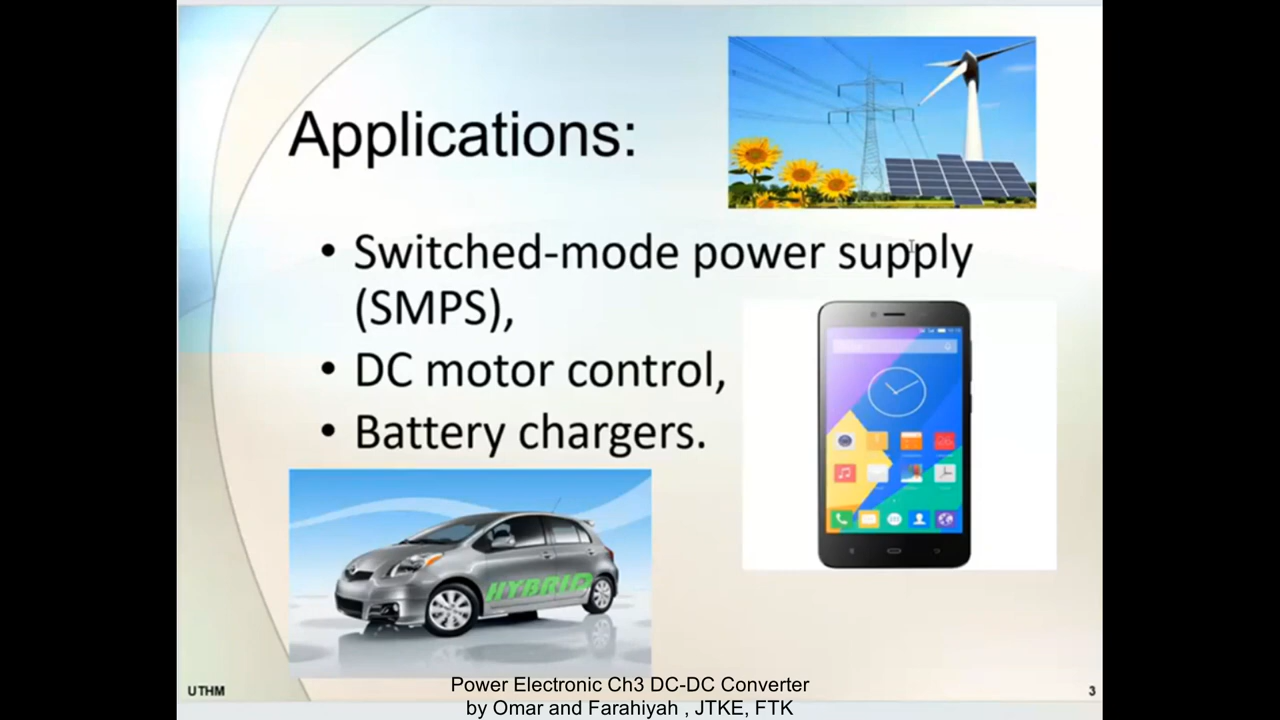 Applications:
• Switched-mode power supply
(SMPS),
• DC motor control,
• Battery chargers.
HYBRID
UTHM
Power Electronic Ch3 DC-DC Converter
by Omar and Farahiyah , JTKE, FTK
3